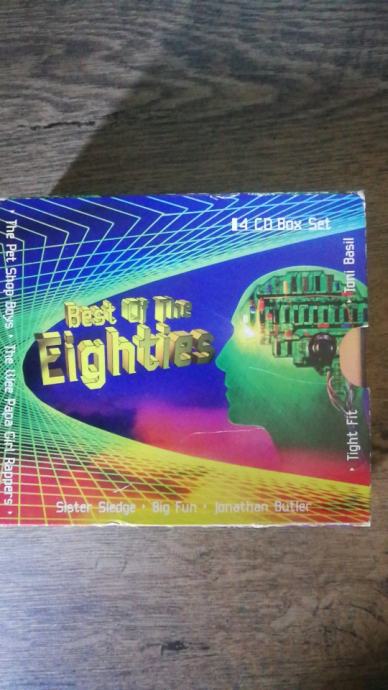 4 CD Box Set
Best Of The
Eighties
· The Pet Shop Boys · The Wee Papa Girl Rappers ·
Sister Sledge · Big Fun · Jonathan Butler
· Tight Fit
Toni Basil